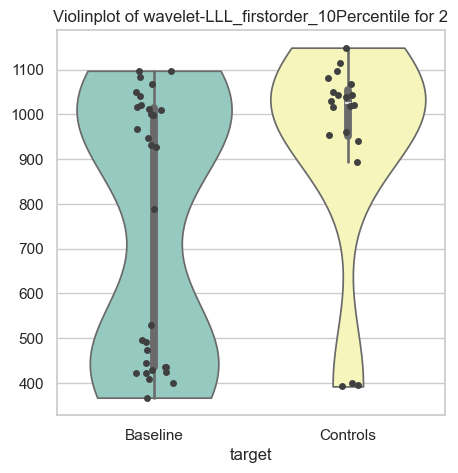 Violinplot of wavelet-LLL_firstorder_10Percentile for 2
1100
1000
900
800
700
600
500
400
Baseline
Controls
target